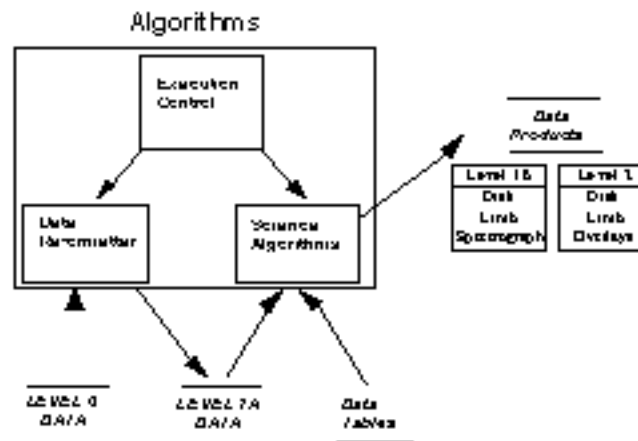 Algorithms
Execution
Control
Data
Products
Level 1B
Level 2
Disk
Disk
Limb
Limb
Spectrograph
Overlays
Data
Reformatter
Science
Algorithms
LEVEL 0
DATA
LEVEL 1A
DATA
Data
Tables